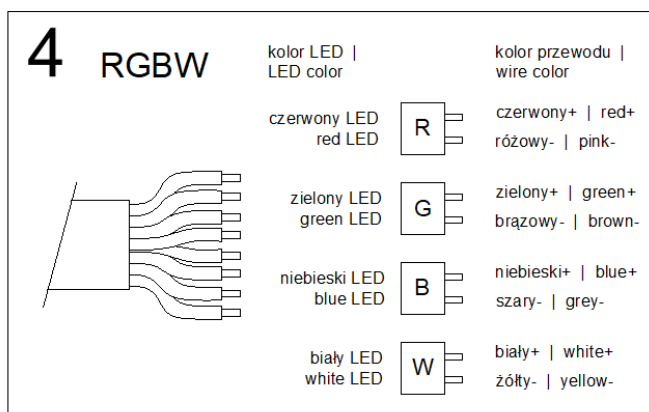 4 RGBW
kolor LED |
LED color
kolor przewodu |
wire color
czerwony LED
red LED
R
czerwony+ | red+
różowy- | pink-
zielony LED
green LED
G
zielony+ | green+
brązowy- | brown-
niebieski LED
blue LED
B
niebieski+ | blue+
szary- | grey-
biały LED
white LED
W
biały+ | white+
żółty- | yellow-